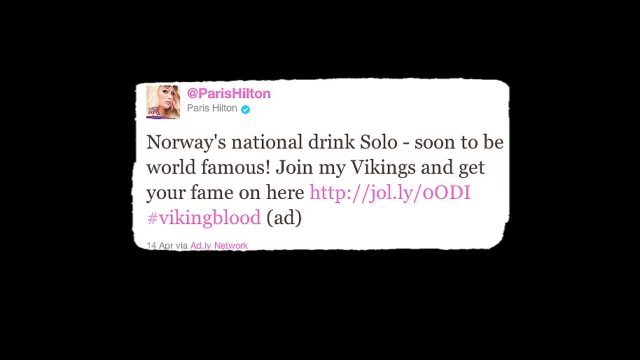 @ParisHilton
Paris Hilton
Norway's national drink Solo - soon to be
world famous! Join my Vikings and get
your fame on here http://jol.ly/0ODI
#vikingblood (ad)
14 Apr via Ad.ly Network